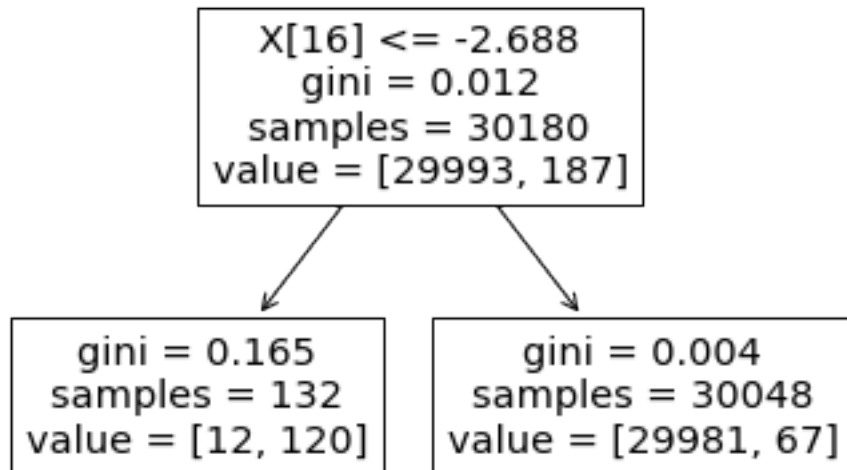 X[16] <= -2.688
gini = 0.012
samples = 30180
value = [29993, 187]
gini = 0.165
samples = 132
value = [12, 120]
gini = 0.004
samples = 30048
value = [29981, 67]